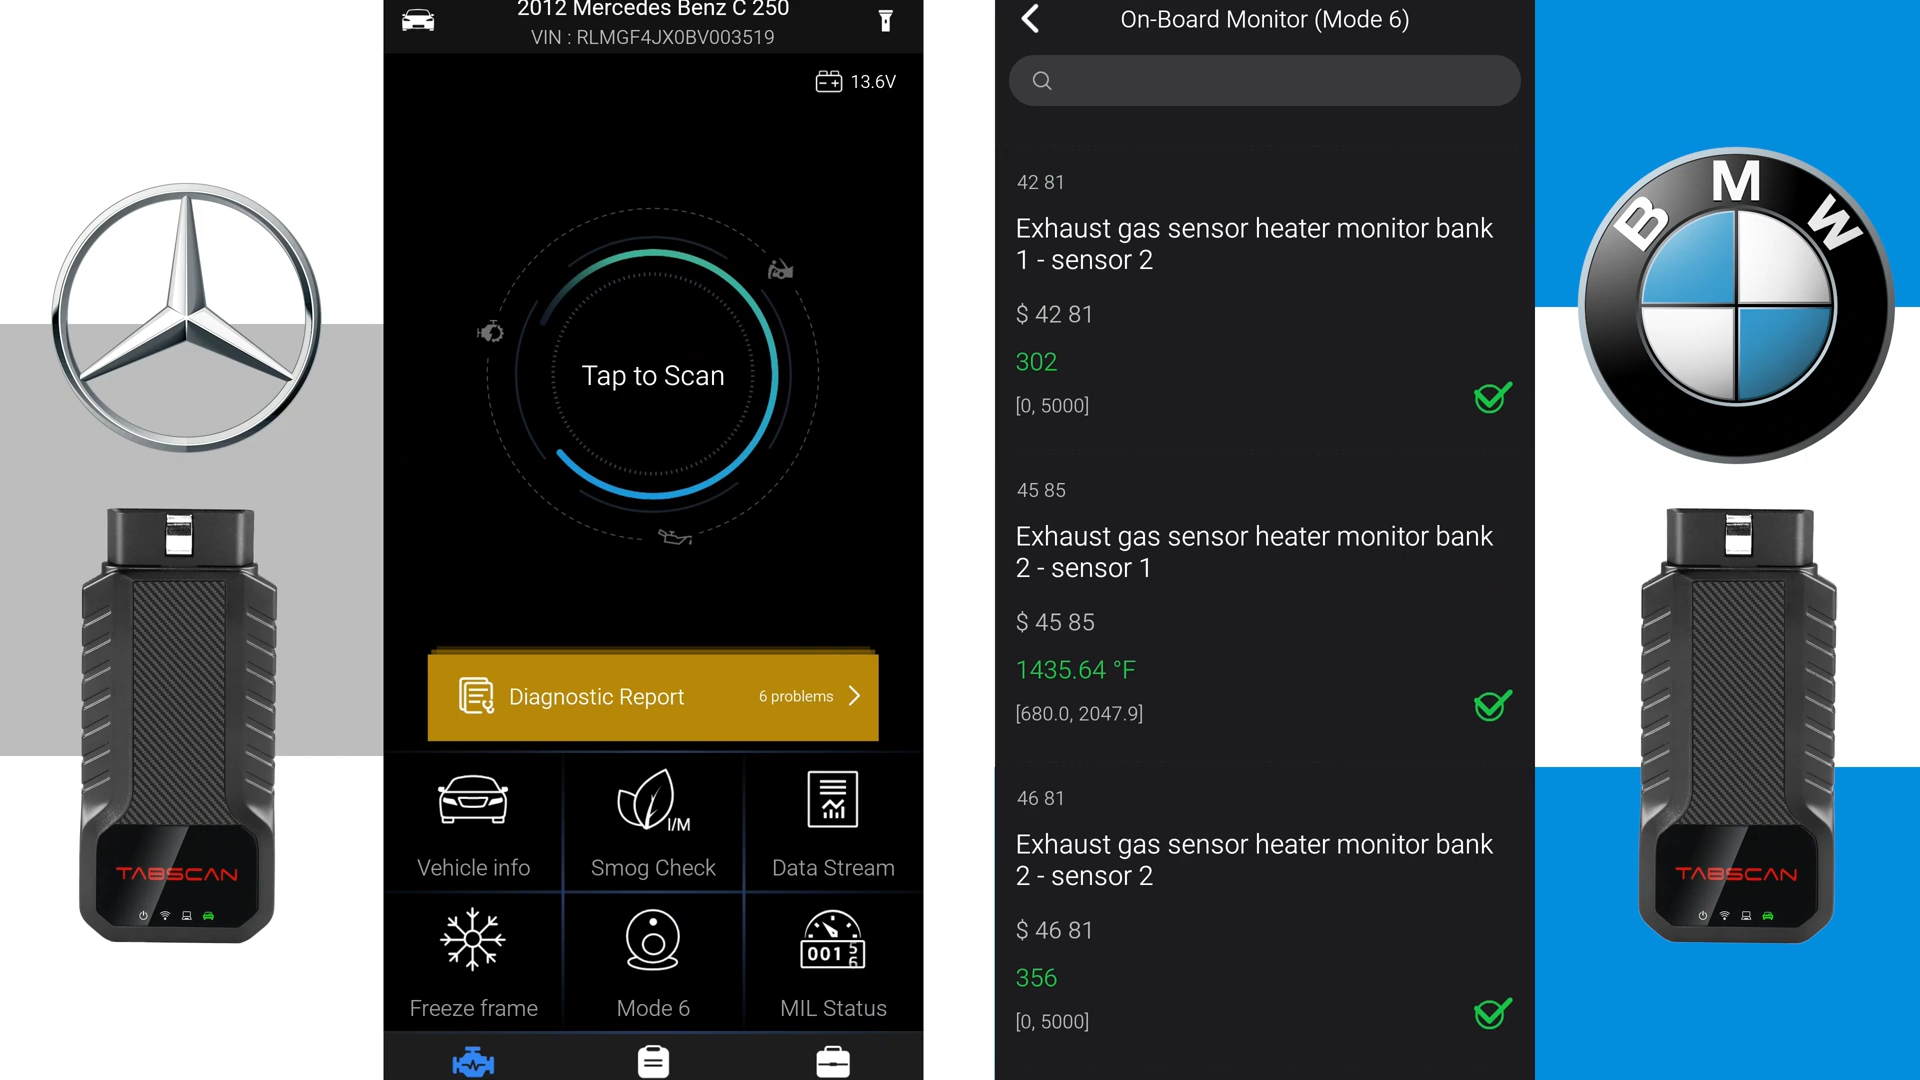 2012 Mercedes Benz C 250
VIN : RLMGF4JX0BV003519
13.6V
Tap to Scan
Diagnostic Report
6 problems
I/M
Vehicle info
Smog Check
Data Stream
001 5
6
Freeze frame
Mode 6
MIL Status
TABSCAN
On-Board Monitor (Mode 6)
42 81
Exhaust gas sensor heater monitor bank
1 - sensor 2
$ 42 81
302
[0, 5000]
45 85
Exhaust gas sensor heater monitor bank
2 - sensor 1
$ 45 85
1435.64 °F
[680.0, 2047.9]
46 81
Exhaust gas sensor heater monitor bank
2 - sensor 2
$ 46 81
356
[0, 5000]
BMW
TABSCAN